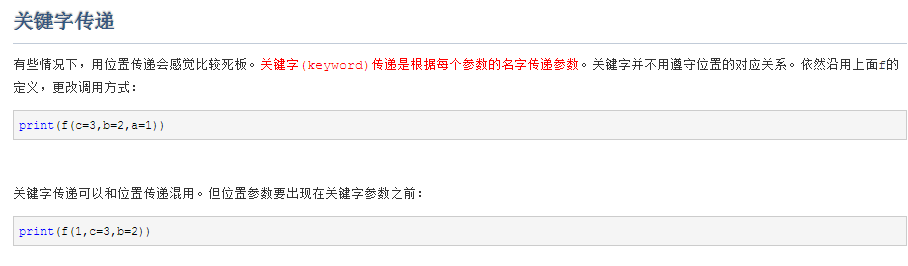 关键字传递
有些情况下，用位置传递会感觉比较死板。关键字(keyword)传递是根据每个参数的名字传递参数。关键字并不用遵守位置的对应关系。依然沿用上面f的
定义，更改调用方式：
print(f(c=3,b=2,a=1))
关键字传递可以和位置传递混用。但位置参数要出现在关键字参数之前：
print(f(1,c=3,b=2))